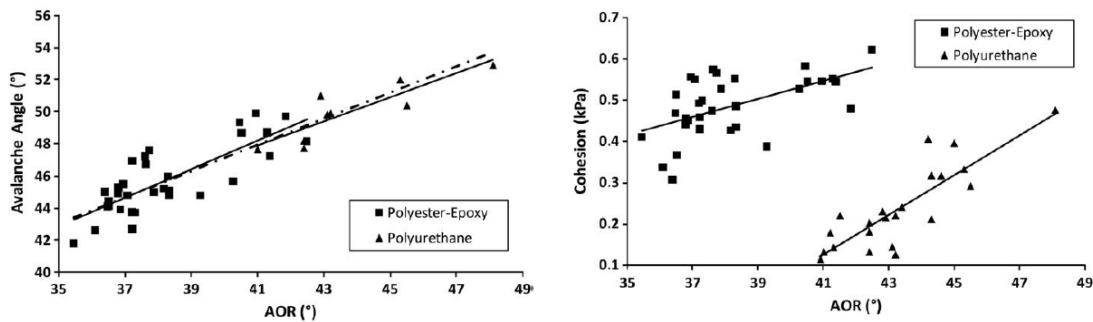 56
54
52
50
48
46
44
42
40
Avalanche Angle (°)
Polyester-Epoxy
Polyurethane
35 37 39 41 43 45 47 49
AOR (°)
0.7
0.6
0.5
0.4
0.3
0.2
0.1
Cohesion (kPa)
Polyester-Epoxy
Polyurethane
35 37 39 41 43 45 47 49
AOR (°)